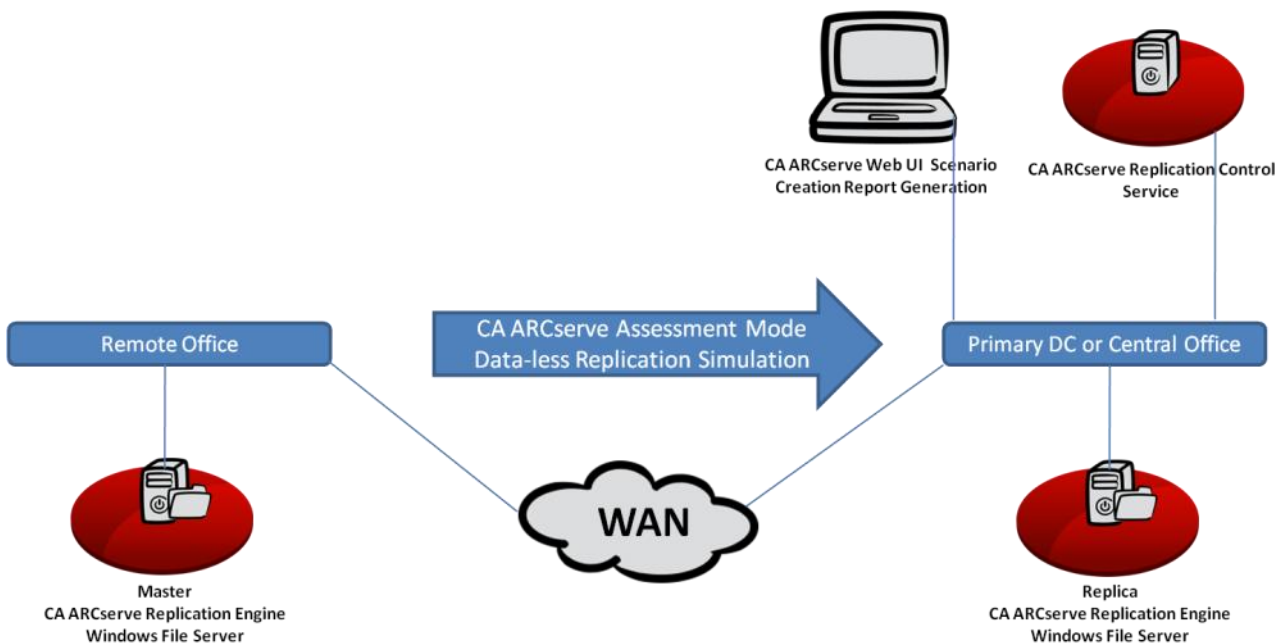 CA ARCserve Web UI Scenario
Creation Report Generation
CA ARCserve Replication Control
Service
Remote Office
CA ARCserve Assessment Mode
Data-less Replication Simulation
Primary DC or Central Office
WAN
Master
CA ARCserve Replication Engine
Windows File Server
Replica
CA ARCserve Replication Engine
Windows File Server